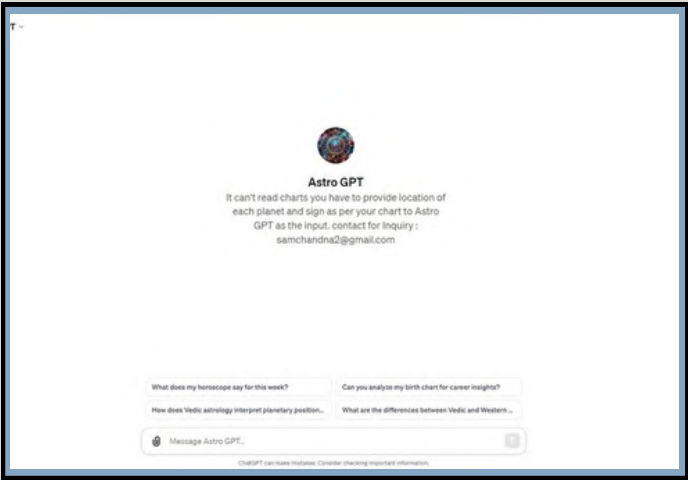 T
Astro GPT
It can't read charts you have to provide location of
each planet and sign as per your chart to Astro
GPT as the input. contact for Inquiry :
samchandna2@gmail.com
What does my horoscope say for this week?
Can you analyze my birth chart for career insights?
How does Vedic astrology interpret planetary position...
What are the differences between Vedic and Western ...
Message Astro GPT...
ChatGPT can make mistakes. Consider checking important information.